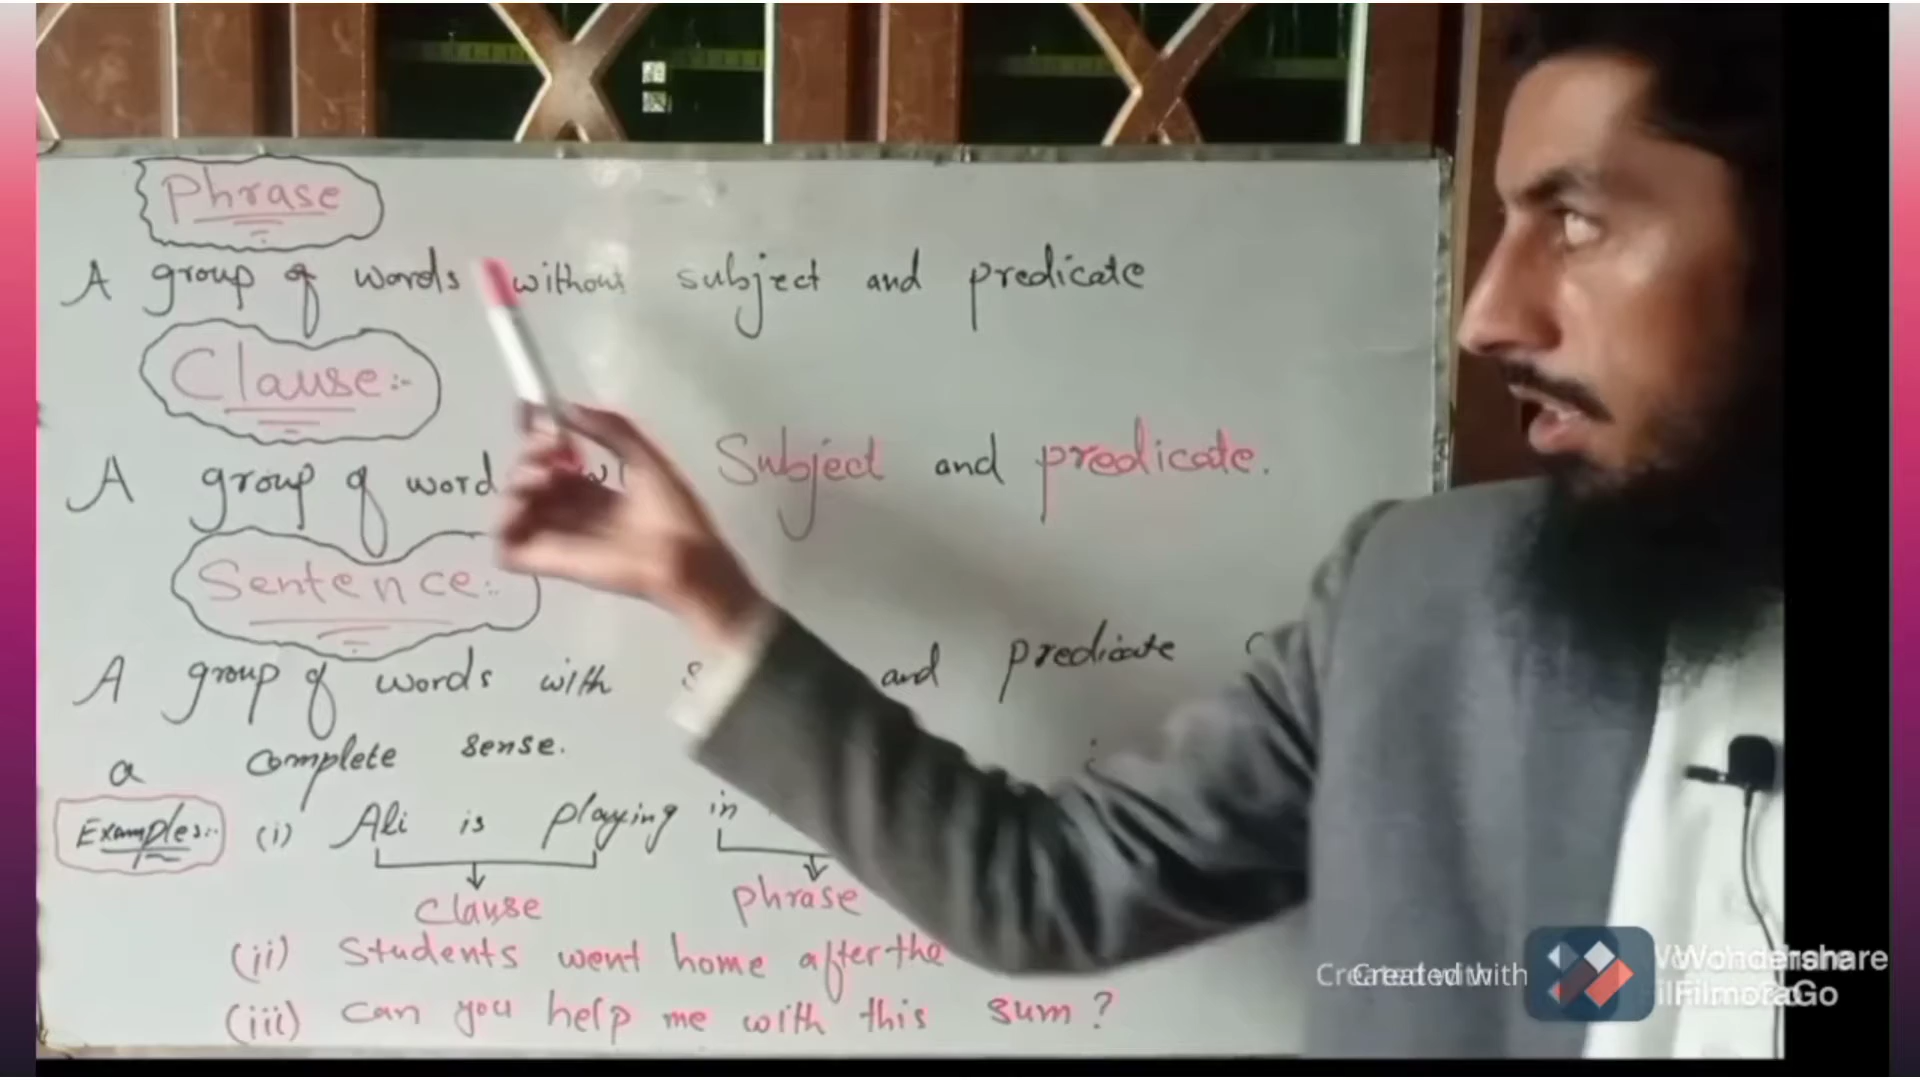 Phrase
A group of words without subject and predicate
Clause:-
A group of word Subject and predicate.
Sentence:-
A group of words with and predicate
a complete sense.
Examples:- (i) Ali is playing in
clause phrase
(ii) Students went home after the
(iii) can you help me with this sum?
Created with Wondershare
FilmoraGo